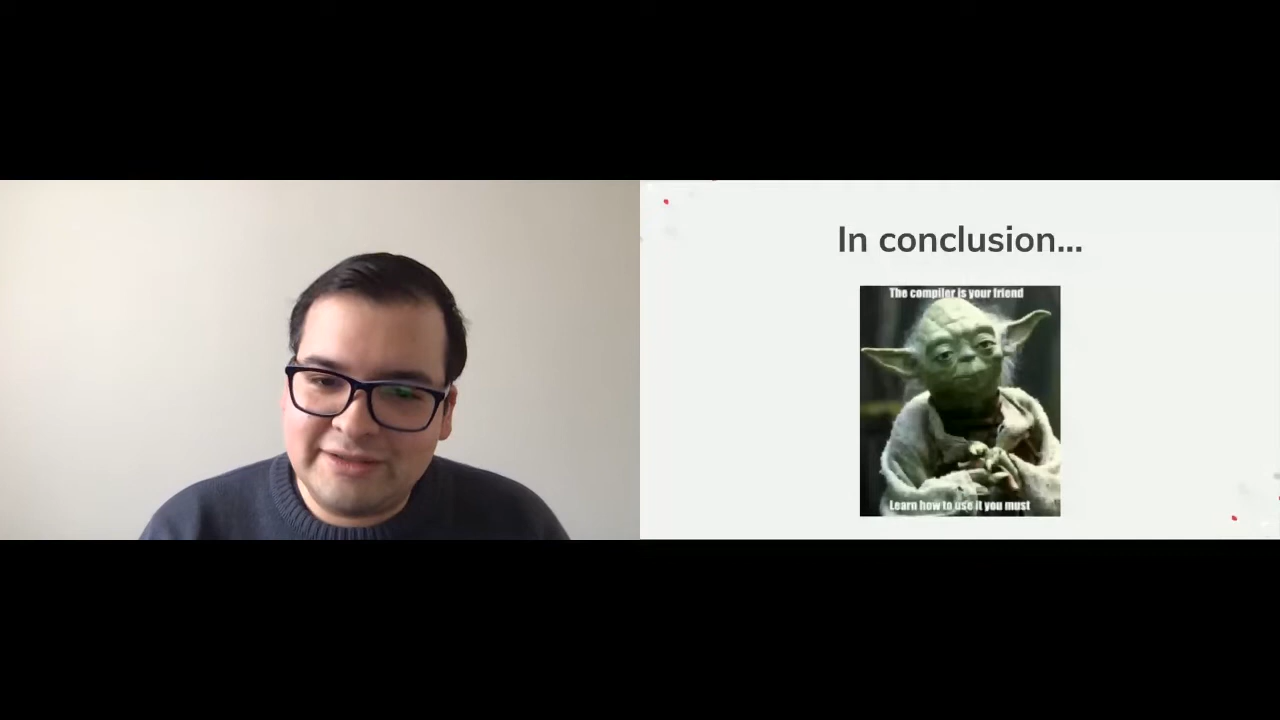 In conclusion...
The compiler is your friend
Learn how to use it you must